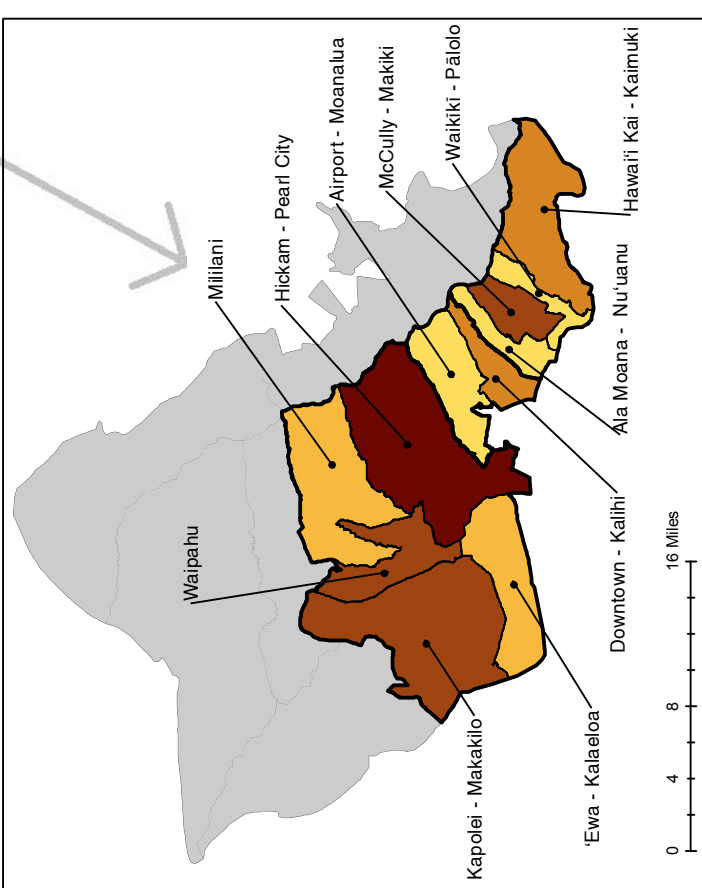 Mililani
Hickam - Pearl City
Airport - Moanalua
McCully - Makiki
Waikīkī - Pālolo
Hawai‘i Kai - Kaimuki
Waipahu
Ala Moana - Nu‘uanu
Downtown - Kalihi
‘Ewa - Kalaeloa
Kapolei - Makakilo
0 4 8 16 Miles